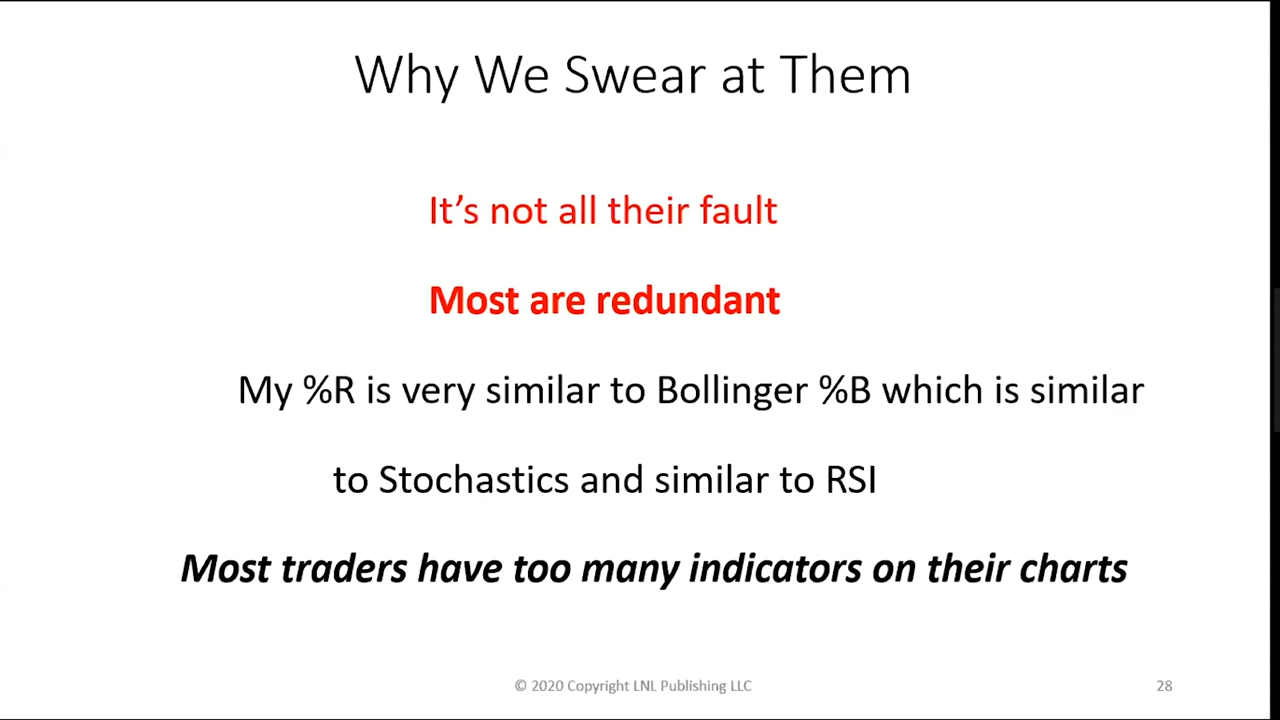 Why We Swear at Them
It’s not all their fault
Most are redundant
My %R is very similar to Bollinger %B which is similar
to Stochastics and similar to RSI
Most traders have too many indicators on their charts
© 2020 Copyright LNL Publishing LLC
28